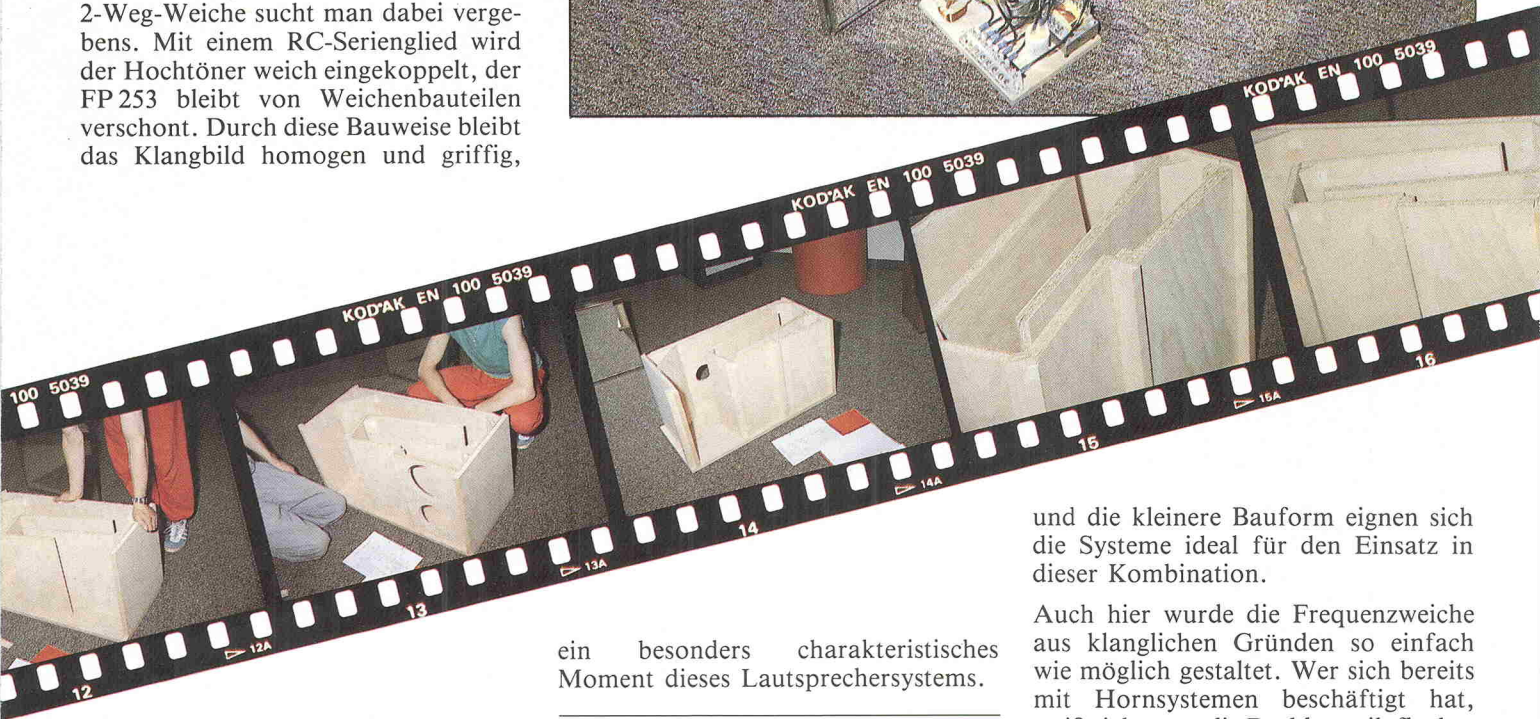 2-Weg-Weiche sucht man dabei verge-
bens. Mit einem RC-Serienglied wird
der Hochtöner weich eingekoppelt, der
FP 253 bleibt von Weichenbauteilen
verschont. Durch diese Bauweise bleibt
das Klangbild homogen und griffig,
100 5039
KODAK EN 100 5039
KODAK EN 100 5039
KODAK EN 100 5039
12
12A
13
13A
14
14A
15
15A
16
ein besonders charakteristisches
Moment dieses Lautsprechersystems.
und die kleinere Bauform eignen sich
die Systeme ideal für den Einsatz in
dieser Kombination.
Auch hier wurde die Frequenzweiche
aus klanglichen Gründen so einfach
wie möglich gestaltet. Wer sich bereits
mit Hornsystemen beschäftigt hat,